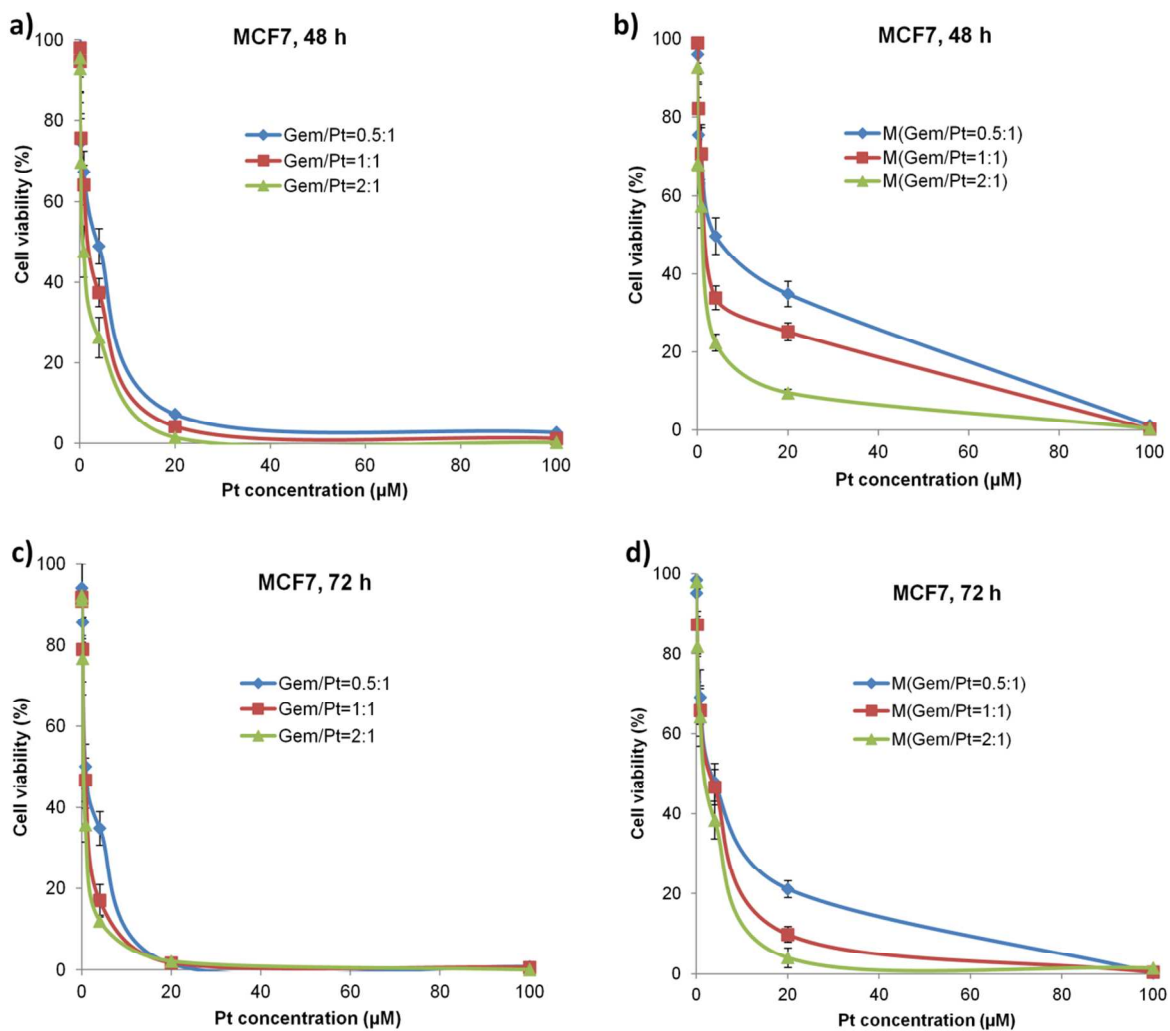 a)
MCF7, 48 h
Cell viability (%)
100
80
60
40
20
0
Gem/Pt=0.5:1
Gem/Pt=1:1
Gem/Pt=2:1
0 20 40 60 80 100
Pt concentration (µM)
b)
MCF7, 48 h
Cell viability (%)
100
80
60
40
20
0
M(Gem/Pt=0.5:1)
M(Gem/Pt=1:1)
M(Gem/Pt=2:1)
0 20 40 60 80 100
Pt concentration (µM)
c)
MCF7, 72 h
Cell viability (%)
100
80
60
40
20
0
Gem/Pt=0.5:1
Gem/Pt=1:1
Gem/Pt=2:1
0 20 40 60 80 100
Pt concentration (µM)
d)
MCF7, 72 h
Cell viability (%)
100
80
60
40
20
0
M(Gem/Pt=0.5:1)
M(Gem/Pt=1:1)
M(Gem/Pt=2:1)
0 20 40 60 80 100
Pt concentration (µM)